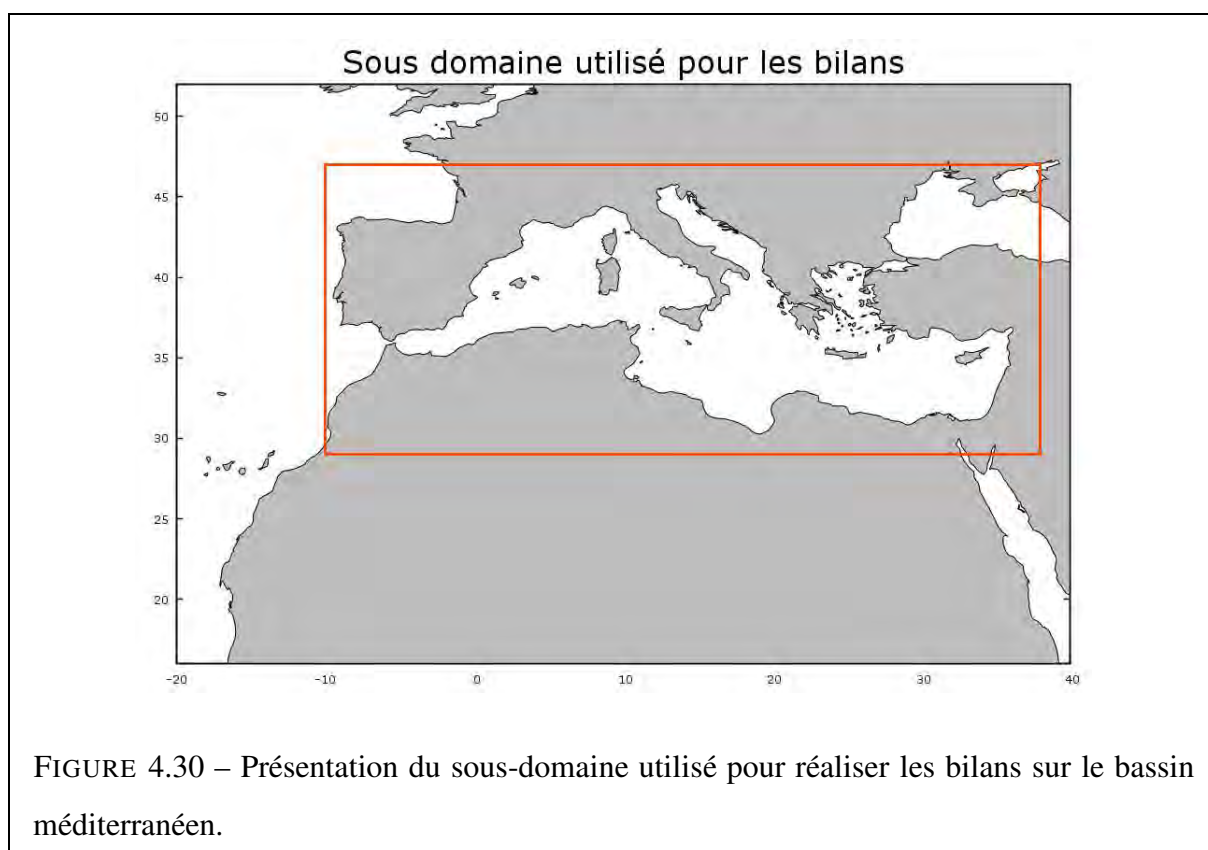 Sous domaine utilisé pour les bilans
50
45
40
35
30
25
20
-20 -10 0 10 20 30 40
FIGURE 4.30 – Présentation du sous-domaine utilisé pour réaliser les bilans sur le bassin
méditerranéen.